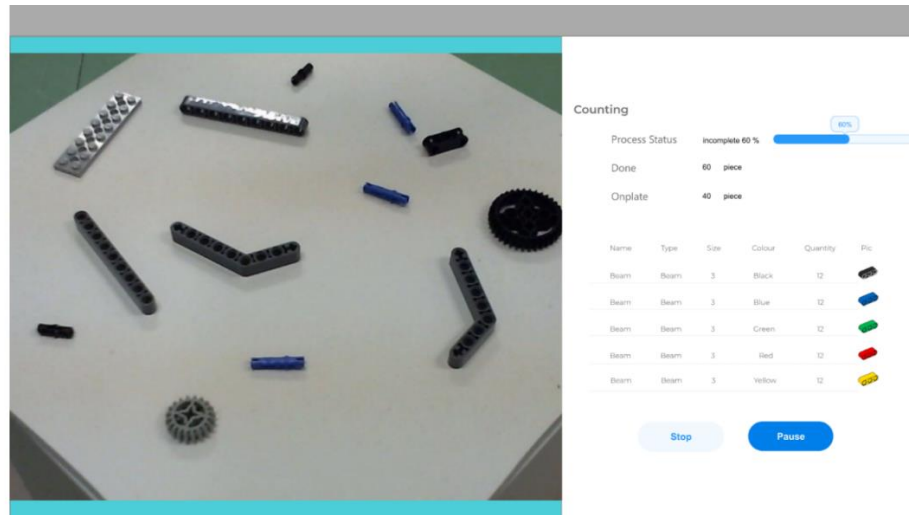 Counting
60%
Process Status incomplete 60 %
Done 60 piece
Onplate 40 piece
Name Type Size Colour Quantity Pic
Beam Beam 3 Black 12
Beam Beam 3 Blue 12
Beam Beam 3 Green 12
Beam Beam 3 Red 12
Beam Beam 3 Yellow 12
Stop Pause